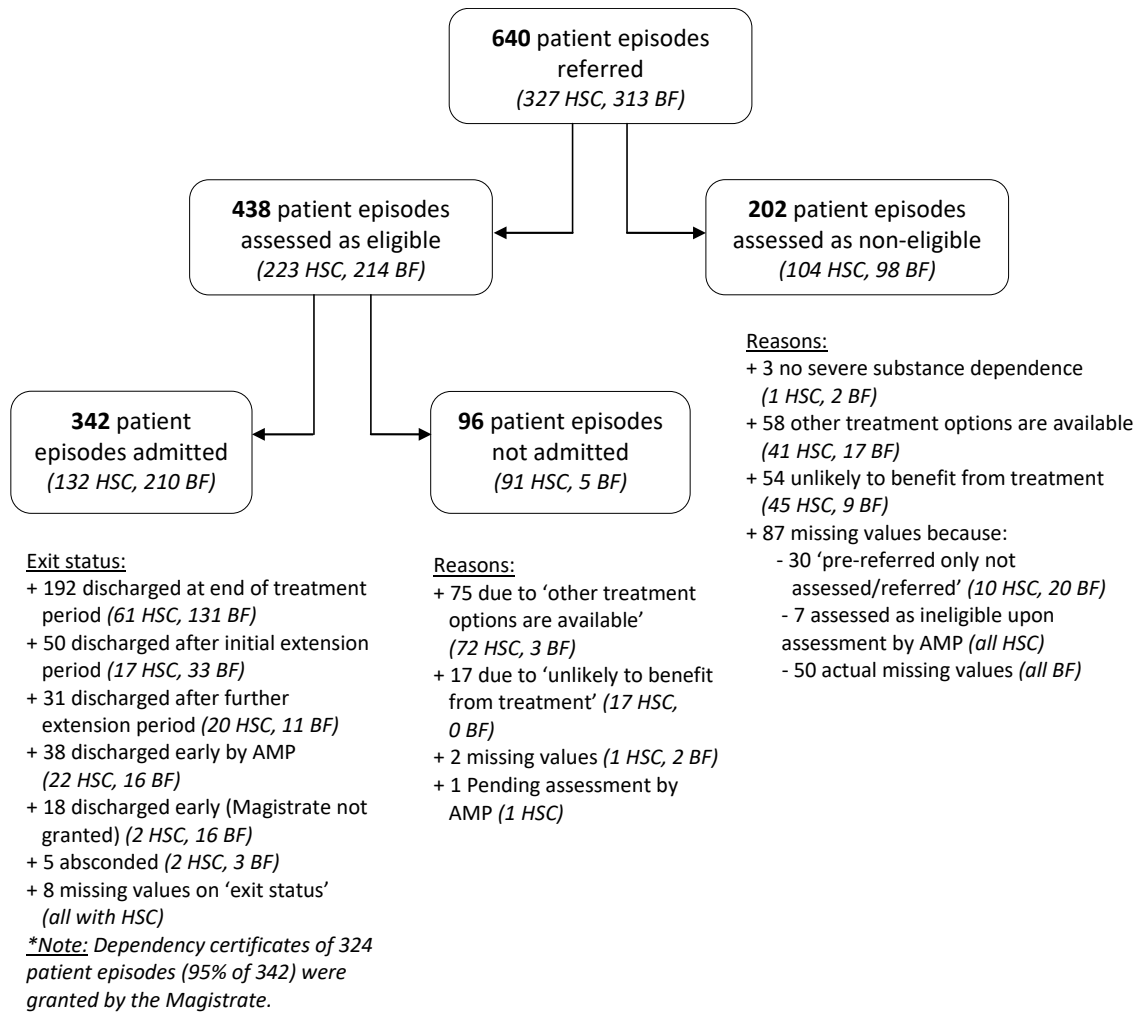 640 patient episodes
referred
(327 HSC, 313 BF)
438 patient episodes
assessed as eligible
(223 HSC, 214 BF)
202 patient episodes
assessed as non-eligible
(104 HSC, 98 BF)
342 patient
episodes admitted
(132 HSC, 210 BF)
96 patient episodes
not admitted
(91 HSC, 5 BF)
Reasons:
+ 3 no severe substance dependence
(1 HSC, 2 BF)
+ 58 other treatment options are available
(41 HSC, 17 BF)
+ 54 unlikely to benefit from treatment
(45 HSC, 9 BF)
+ 87 missing values because:
- 30 ‘pre-referred only not
assessed/referred’ (10 HSC, 20 BF)
- 7 assessed as ineligible upon
assessment by AMP (all HSC)
- 50 actual missing values (all BF)
Exit status:
+ 192 discharged at end of treatment
period (61 HSC, 131 BF)
+ 50 discharged after initial extension
period (17 HSC, 33 BF)
+ 31 discharged after further
extension period (20 HSC, 11 BF)
+ 38 discharged early by AMP
(22 HSC, 16 BF)
+ 18 discharged early (Magistrate not
granted) (2 HSC, 16 BF)
+ 5 absconded (2 HSC, 3 BF)
+ 8 missing values on ‘exit status’
(all with HSC)
*Note: Dependency certificates of 324
patient episodes (95% of 342) were
granted by the Magistrate.
Reasons:
+ 75 due to ‘other treatment
options are available’
(72 HSC, 3 BF)
+ 17 due to ‘unlikely to benefit
from treatment’ (17 HSC,
0 BF)
+ 2 missing values (1 HSC, 2 BF)
+ 1 Pending assessment by
AMP (1 HSC)